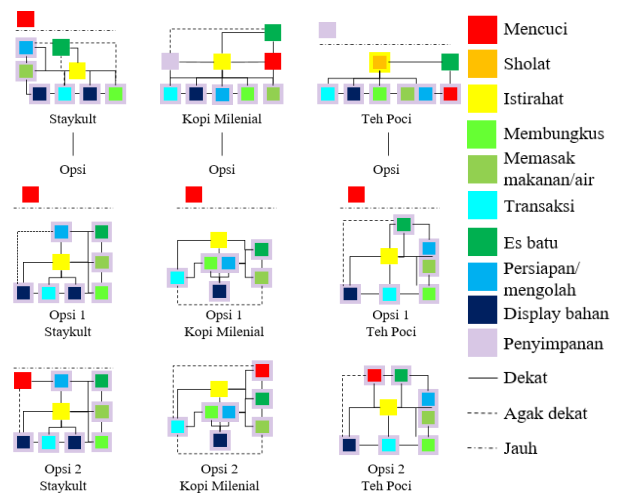 Staykult
Kopi Milenial
Teh Poci
Opsi
Opsi
Opsi
Opsi 1
Staykult
Opsi 1
Kopi Milenial
Opsi 1
Teh Poci
Opsi 2
Staykult
Opsi 2
Kopi Milenial
Opsi 2
Teh Poci
Mencuci
Sholat
Istirahat
Membungkus
Memasak
makanan/air
Transaksi
Es batu
Persiapan/
mengolah
Display bahan
Penyimpanan
Dekat
Agak dekat
Jauh